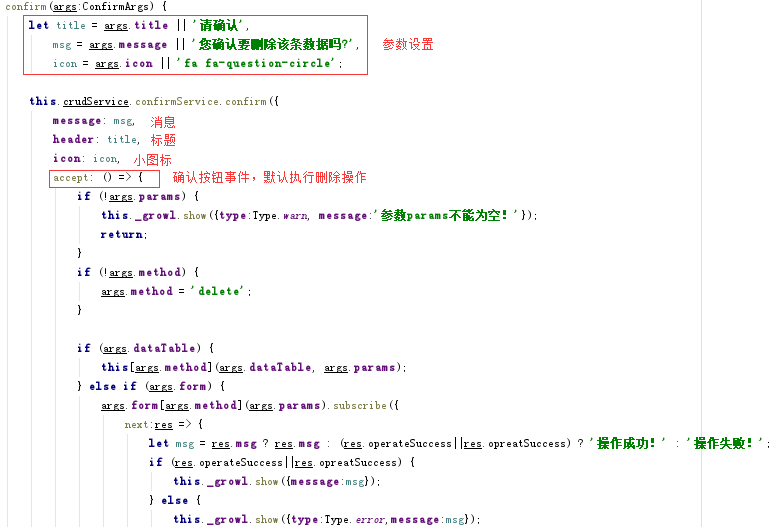 confirm(args:ConfirmArgs) {
let title = args.title || '请确认',
msg = args.message || '您确认要删除该条数据吗?', 参数设置
icon = args.icon || 'fa fa-question-circle';
this.crudService.confirmService.confirm({
message: msg, 消息
header: title, 标题
icon: icon, 小图标
accept: () => { 确认按钮事件，默认执行删除操作
if (!args.params) {
this._growl.show({type:Type.warn, message:'参数params不能为空！'});
return;
}
if (!args.method) {
args.method = 'delete';
}
if (args.dataTable) {
this[args.method](args.dataTable, args.params);
} else if (args.form) {
args.form[args.method](args.params).subscribe({
next:res => {
let msg = res.msg ? res.msg : (res.operateSuccess||res.opreatSuccess) ? '操作成功！' : '操作失败！';
if (res.operateSuccess||res.opreatSuccess) {
this._growl.show({message:msg});
} else {
this._growl.show({type:Type.error,message:msg});